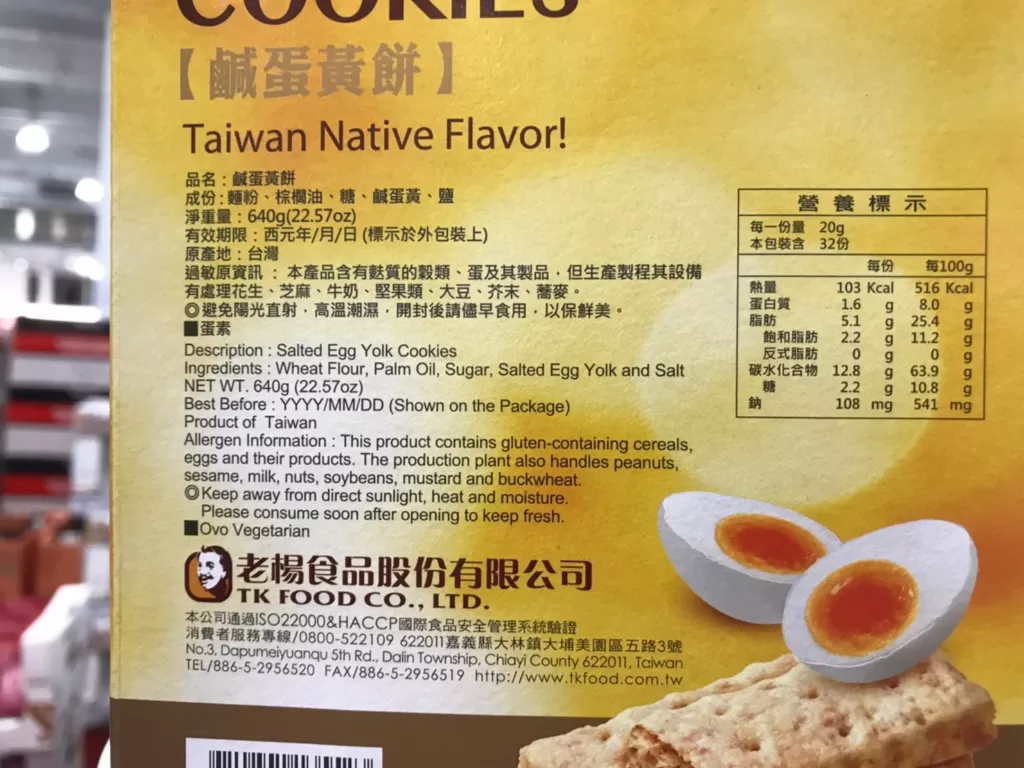 COOKIES
【鹹蛋黃餅】
Taiwan Native Flavor!
品名：鹹蛋黃餅
成份：麵粉、棕櫚油、糖、鹹蛋黃、鹽
淨重量：640g(22.57oz)
有效期限：西元年/月/日 (標示於外包裝上)
原產地：台灣
過敏原資訊 ： 本產品含有麩質的穀類、蛋及其製品，但生產製程其設備
有處理花生、芝麻、牛奶、堅果類、大豆、芥末、蕎麥。
◎避免陽光直射，高溫潮濕，開封後請儘早食用，以保鮮美。
■蛋素
Description : Salted Egg Yolk Cookies
Ingredients : Wheat Flour, Palm Oil, Sugar, Salted Egg Yolk and Salt
NET WT. 640g (22.57oz)
Best Before : YYYY/MM/DD (Shown on the Package)
Product of Taiwan
Allergen Information : This product contains gluten-containing cereals,
eggs and their products. The production plant also handles peanuts,
sesame, milk, nuts, soybeans, mustard and buckwheat.
◎Keep away from direct sunlight, heat and moisture.
Please consume soon after opening to keep fresh.
■Ovo Vegetarian
老楊食品股份有限公司
TK FOOD CO., LTD.
本公司通過ISO22000&HACCP國際食品安全管理系統驗證
消費者服務專線/0800-522109 622011嘉義縣大林鎮大埔美園區五路3號
No.3, Dapumeiyuanqu 5th Rd., Dalin Township, Chiayi County 622011, Taiwan
TEL/886-5-2956520 FAX/886-5-2956519 http://www.tkfood.com.tw
營養標示
每一份量 20g
本包裝含 32份
每份 每100g
熱量 103 Kcal 516 Kcal
蛋白質 1.6 g 8.0 g
脂肪 5.1 g 25.4 g
飽和脂肪 2.2 g 11.2 g
反式脂肪 0 g 0 g
碳水化合物 12.8 g 63.9 g
糖 2.2 g 10.8 g
鈉 108 mg 541 mg